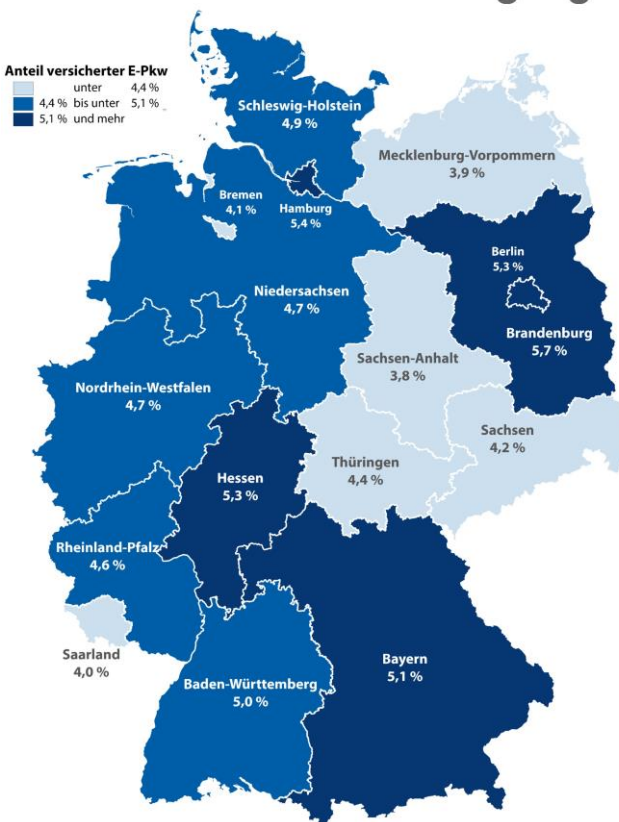 Anteil versicherter E-Pkw
unter 4,4 %
4,4 % bis unter 5,1 %
5,1 % und mehr
Schleswig-Holstein
4,9 %
Mecklenburg-Vorpommern
3,9 %
Bremen
4,1 %
Hamburg
5,4 %
Berlin
5,3 %
Niedersachsen
4,7 %
Brandenburg
5,7 %
Sachsen-Anhalt
3,8 %
Nordrhein-Westfalen
4,7 %
Sachsen
4,2 %
Thüringen
4,4 %
Hessen
5,3 %
Rheinland-Pfalz
4,6 %
Saarland
4,0 %
Bayern
5,1 %
Baden-Württemberg
5,0 %